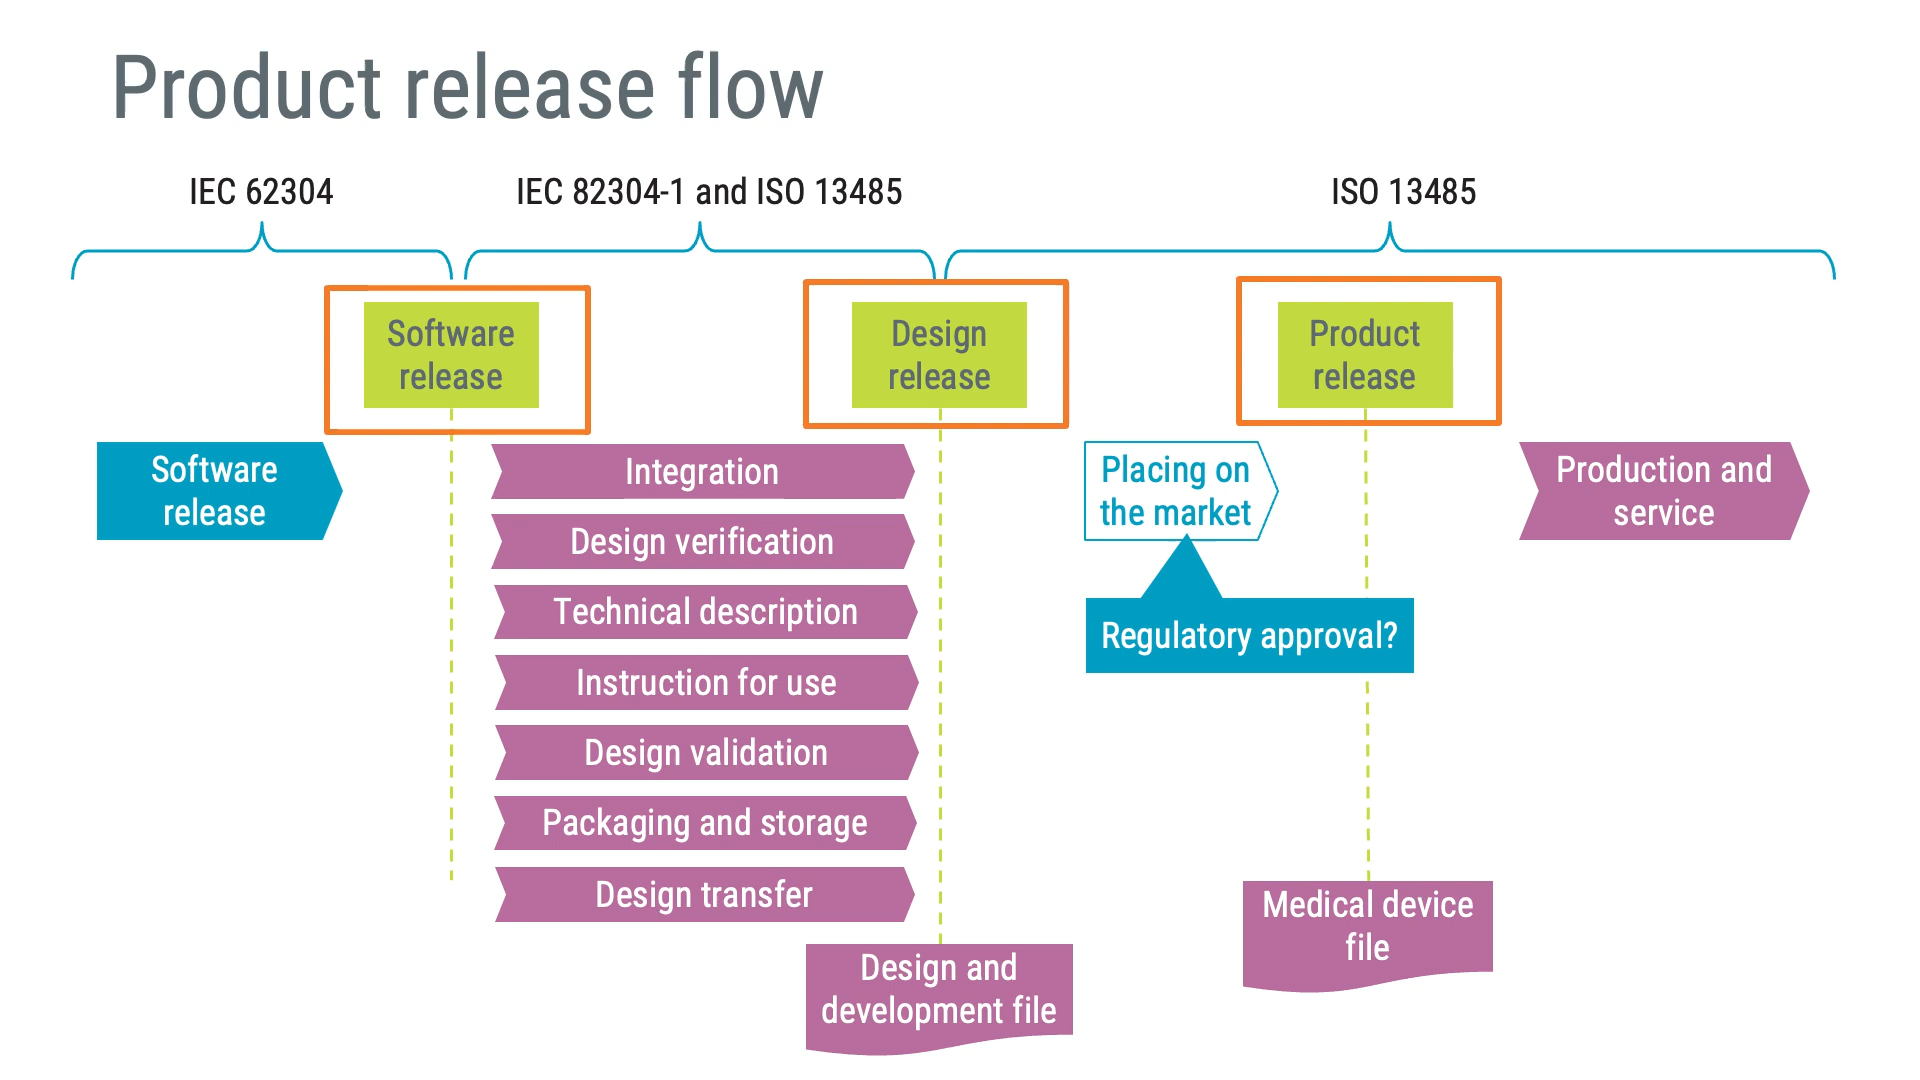 Product release flow
IEC 62304
IEC 82304-1 and ISO 13485
ISO 13485
Software
release
Design
release
Product
release
Software
release
Integration
Design verification
Technical description
Instruction for use
Design validation
Packaging and storage
Design transfer
Design and
development file
Placing on
the market
Regulatory approval?
Medical device
file
Production and
service